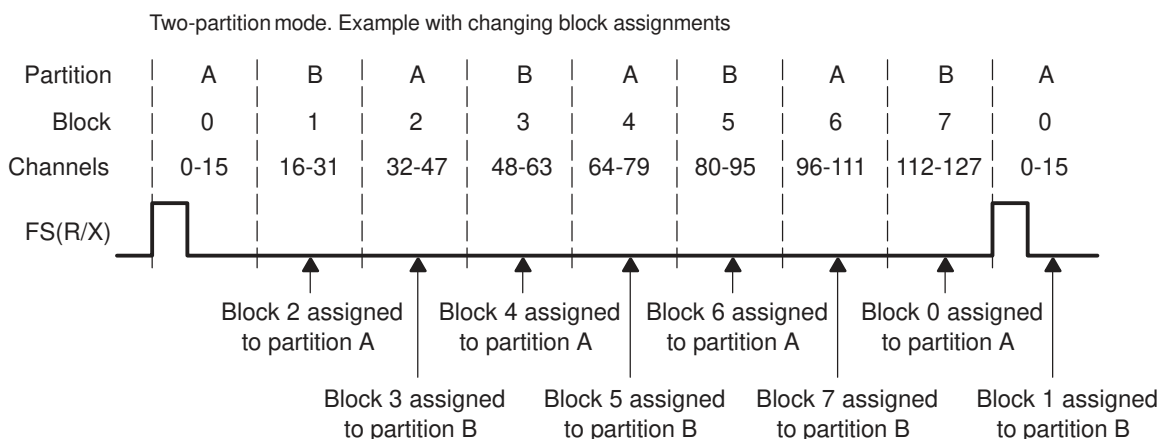 Two-partition mode. Example with changing block assignments
Partition A B A B A B A B A
Block 0 1 2 3 4 5 6 7 0
Channels 0-15 16-31 32-47 48-63 64-79 80-95 96-111 112-127 0-15
FS(R/X)
Block 2 assigned
to partition A
Block 4 assigned
to partition A
Block 6 assigned
to partition A
Block 0 assigned
to partition A
Block 3 assigned
to partition B
Block 5 assigned
to partition B
Block 7 assigned
to partition B
Block 1 assigned
to partition B